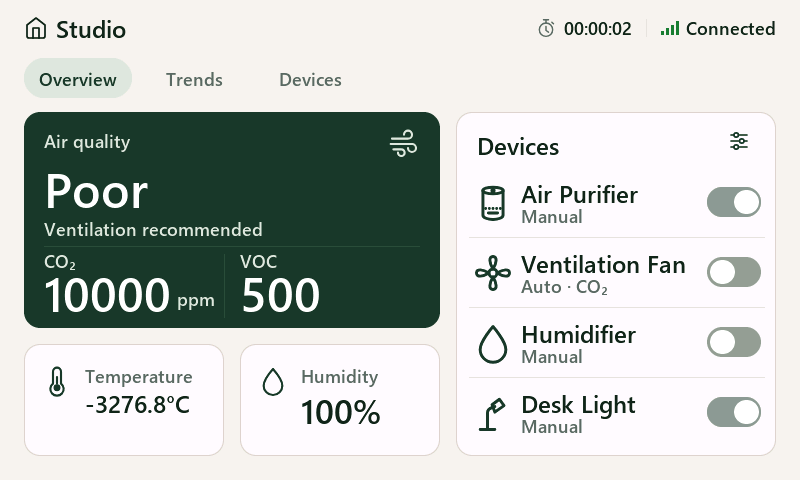 Studio
00:00:02
Connected
Overview
Trends
Devices
Air quality
Poor
Ventilation recommended
CO₂
10000 ppm
VOC
500
Temperature
-3276.8°C
Humidity
100%
Devices
Air Purifier
Manual
Ventilation Fan
Auto · CO₂
Humidifier
Manual
Desk Light
Manual